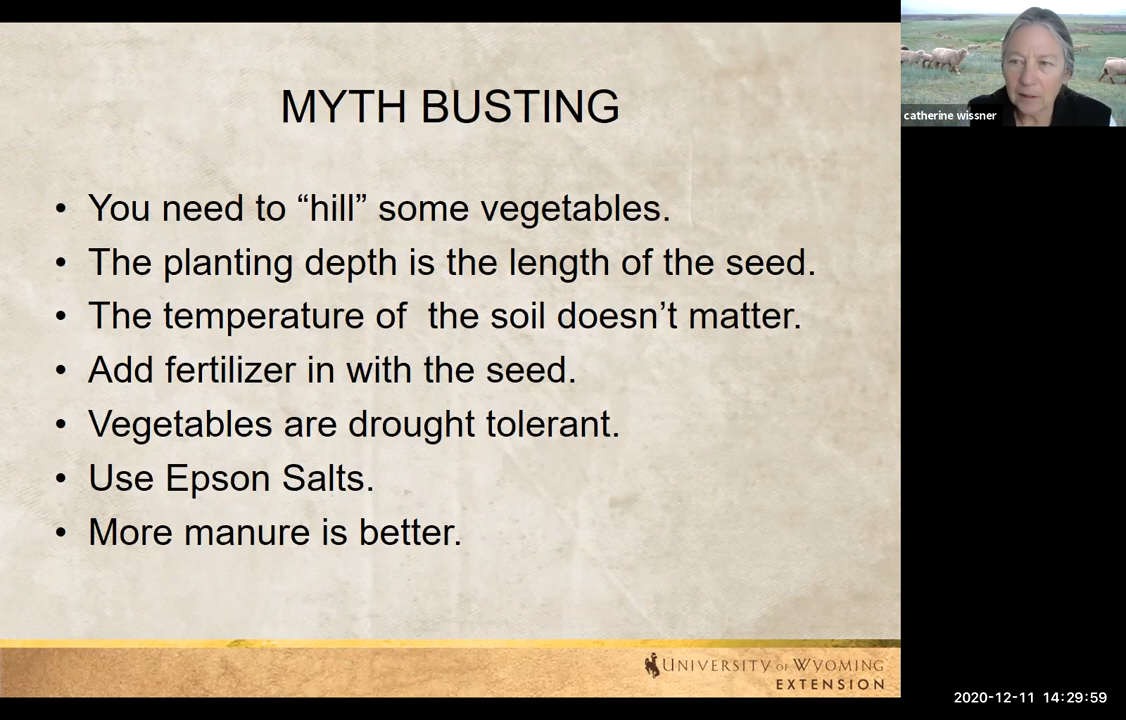 MYTH BUSTING
• You need to “hill” some vegetables.
• The planting depth is the length of the seed.
• The temperature of  the soil doesn’t matter.
• Add fertilizer in with the seed.
• Vegetables are drought tolerant.
• Use Epson Salts.
• More manure is better.
UNIVERSITY OF WYOMING
EXTENSION
catherine wissner
2020-12-11 14:29:59